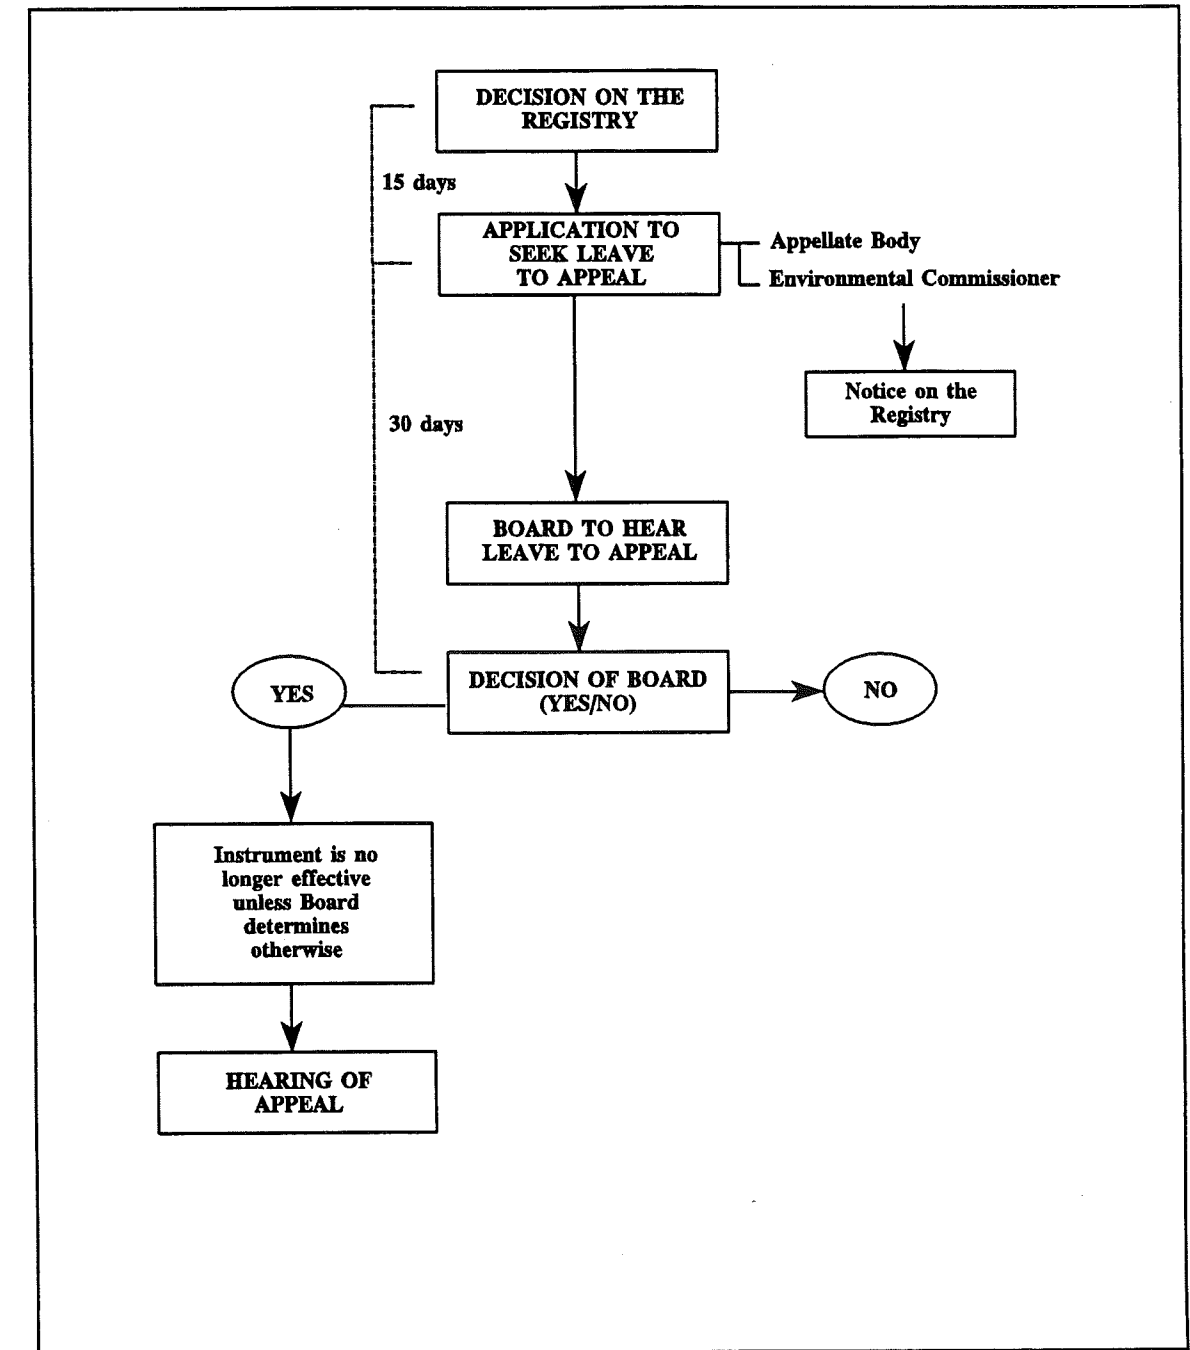 DECISION ON THE
REGISTRY
15 days
APPLICATION TO
SEEK LEAVE
TO APPEAL
Appellate Body
Environmental Commissioner
Notice on the
Registry
30 days
BOARD TO HEAR
LEAVE TO APPEAL
YES
DECISION OF BOARD
(YES/NO)
NO
Instrument is no
longer effective
unless Board
determines
otherwise
HEARING OF
APPEAL